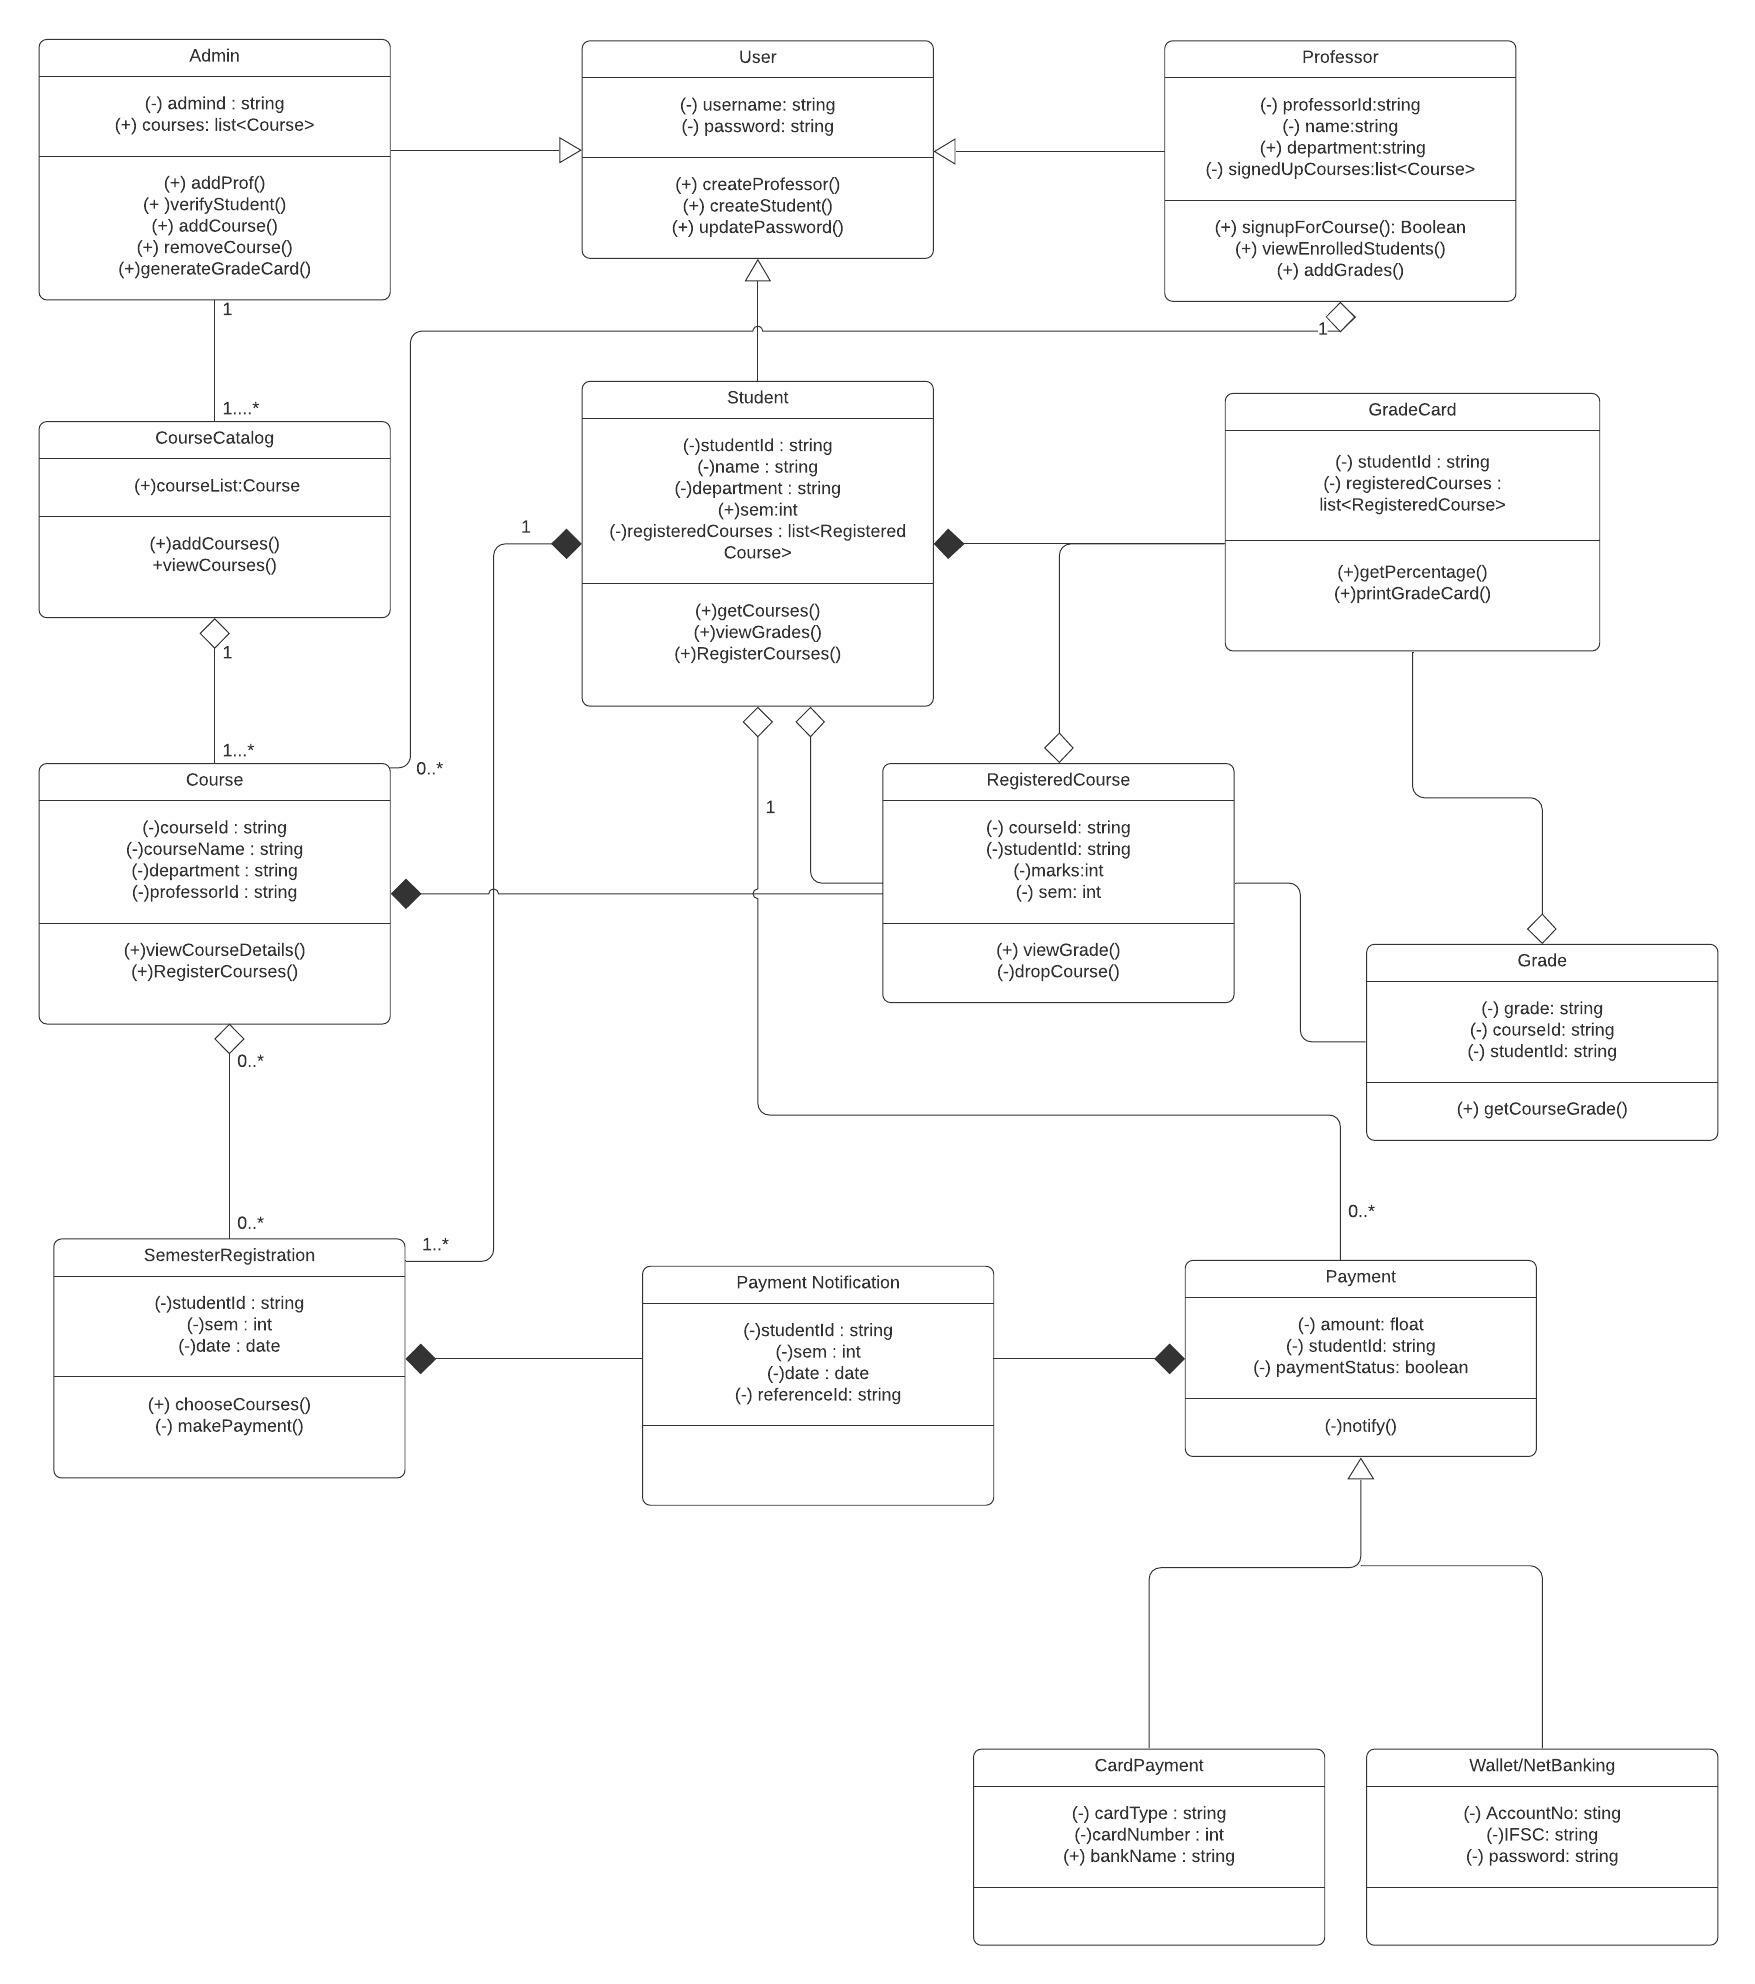 Admin
(-) admind : string
(+) courses: list<Course>
(+) addProf()
(+ )verifyStudent()
(+) addCourse()
(+) removeCourse()
(+)generateGradeCard()
User
(-) username: string
(-) password: string
(+) createProfessor()
(+) createStudent()
(+) updatePassword()
Professor
(-) professorId:string
(-) name:string
(+) department:string
(-) signedUpCourses:list<Course>
(+) signupForCourse(): Boolean
(+) viewEnrolledStudents()
(+) addGrades()
1
1
1....*
CourseCatalog
(+)courseList:Course
(+)addCourses()
+viewCourses()
Student
(-)studentId : string
(-)name : string
(-)department : string
(+)sem:int
(-)registeredCourses : list<Registered
Course>
(+)getCourses()
(+)viewGrades()
(+)RegisterCourses()
GradeCard
(-) studentId : string
(-) registeredCourses :
list<RegisteredCourse>
(+)getPercentage()
(+)printGradeCard()
1
1
1...*
0..*
1
Course
(-)courseId : string
(-)courseName : string
(-)department : string
(-)professorId : string
(+)viewCourseDetails()
(+)RegisterCourses()
RegisteredCourse
(-) courseId: string
(-)studentId: string
(-)marks:int
(-) sem: int
(+) viewGrade()
(-)dropCourse()
Grade
(-) grade: string
(-) courseId: string
(-) studentId: string
(+) getCourseGrade()
0..*
0..*
1..*
0..*
SemesterRegistration
(-)studentId : string
(-)sem : int
(-)date : date
(+) chooseCourses()
(-) makePayment()
Payment Notification
(-)studentId : string
(-)sem : int
(-)date : date
(-) referenceId: string
Payment
(-) amount: float
(-) studentId: string
(-) paymentStatus: boolean
(-)notify()
CardPayment
(-) cardType : string
(-)cardNumber : int
(+) bankName : string
Wallet/NetBanking
(-) AccountNo: sting
(-)IFSC: string
(-) password: string